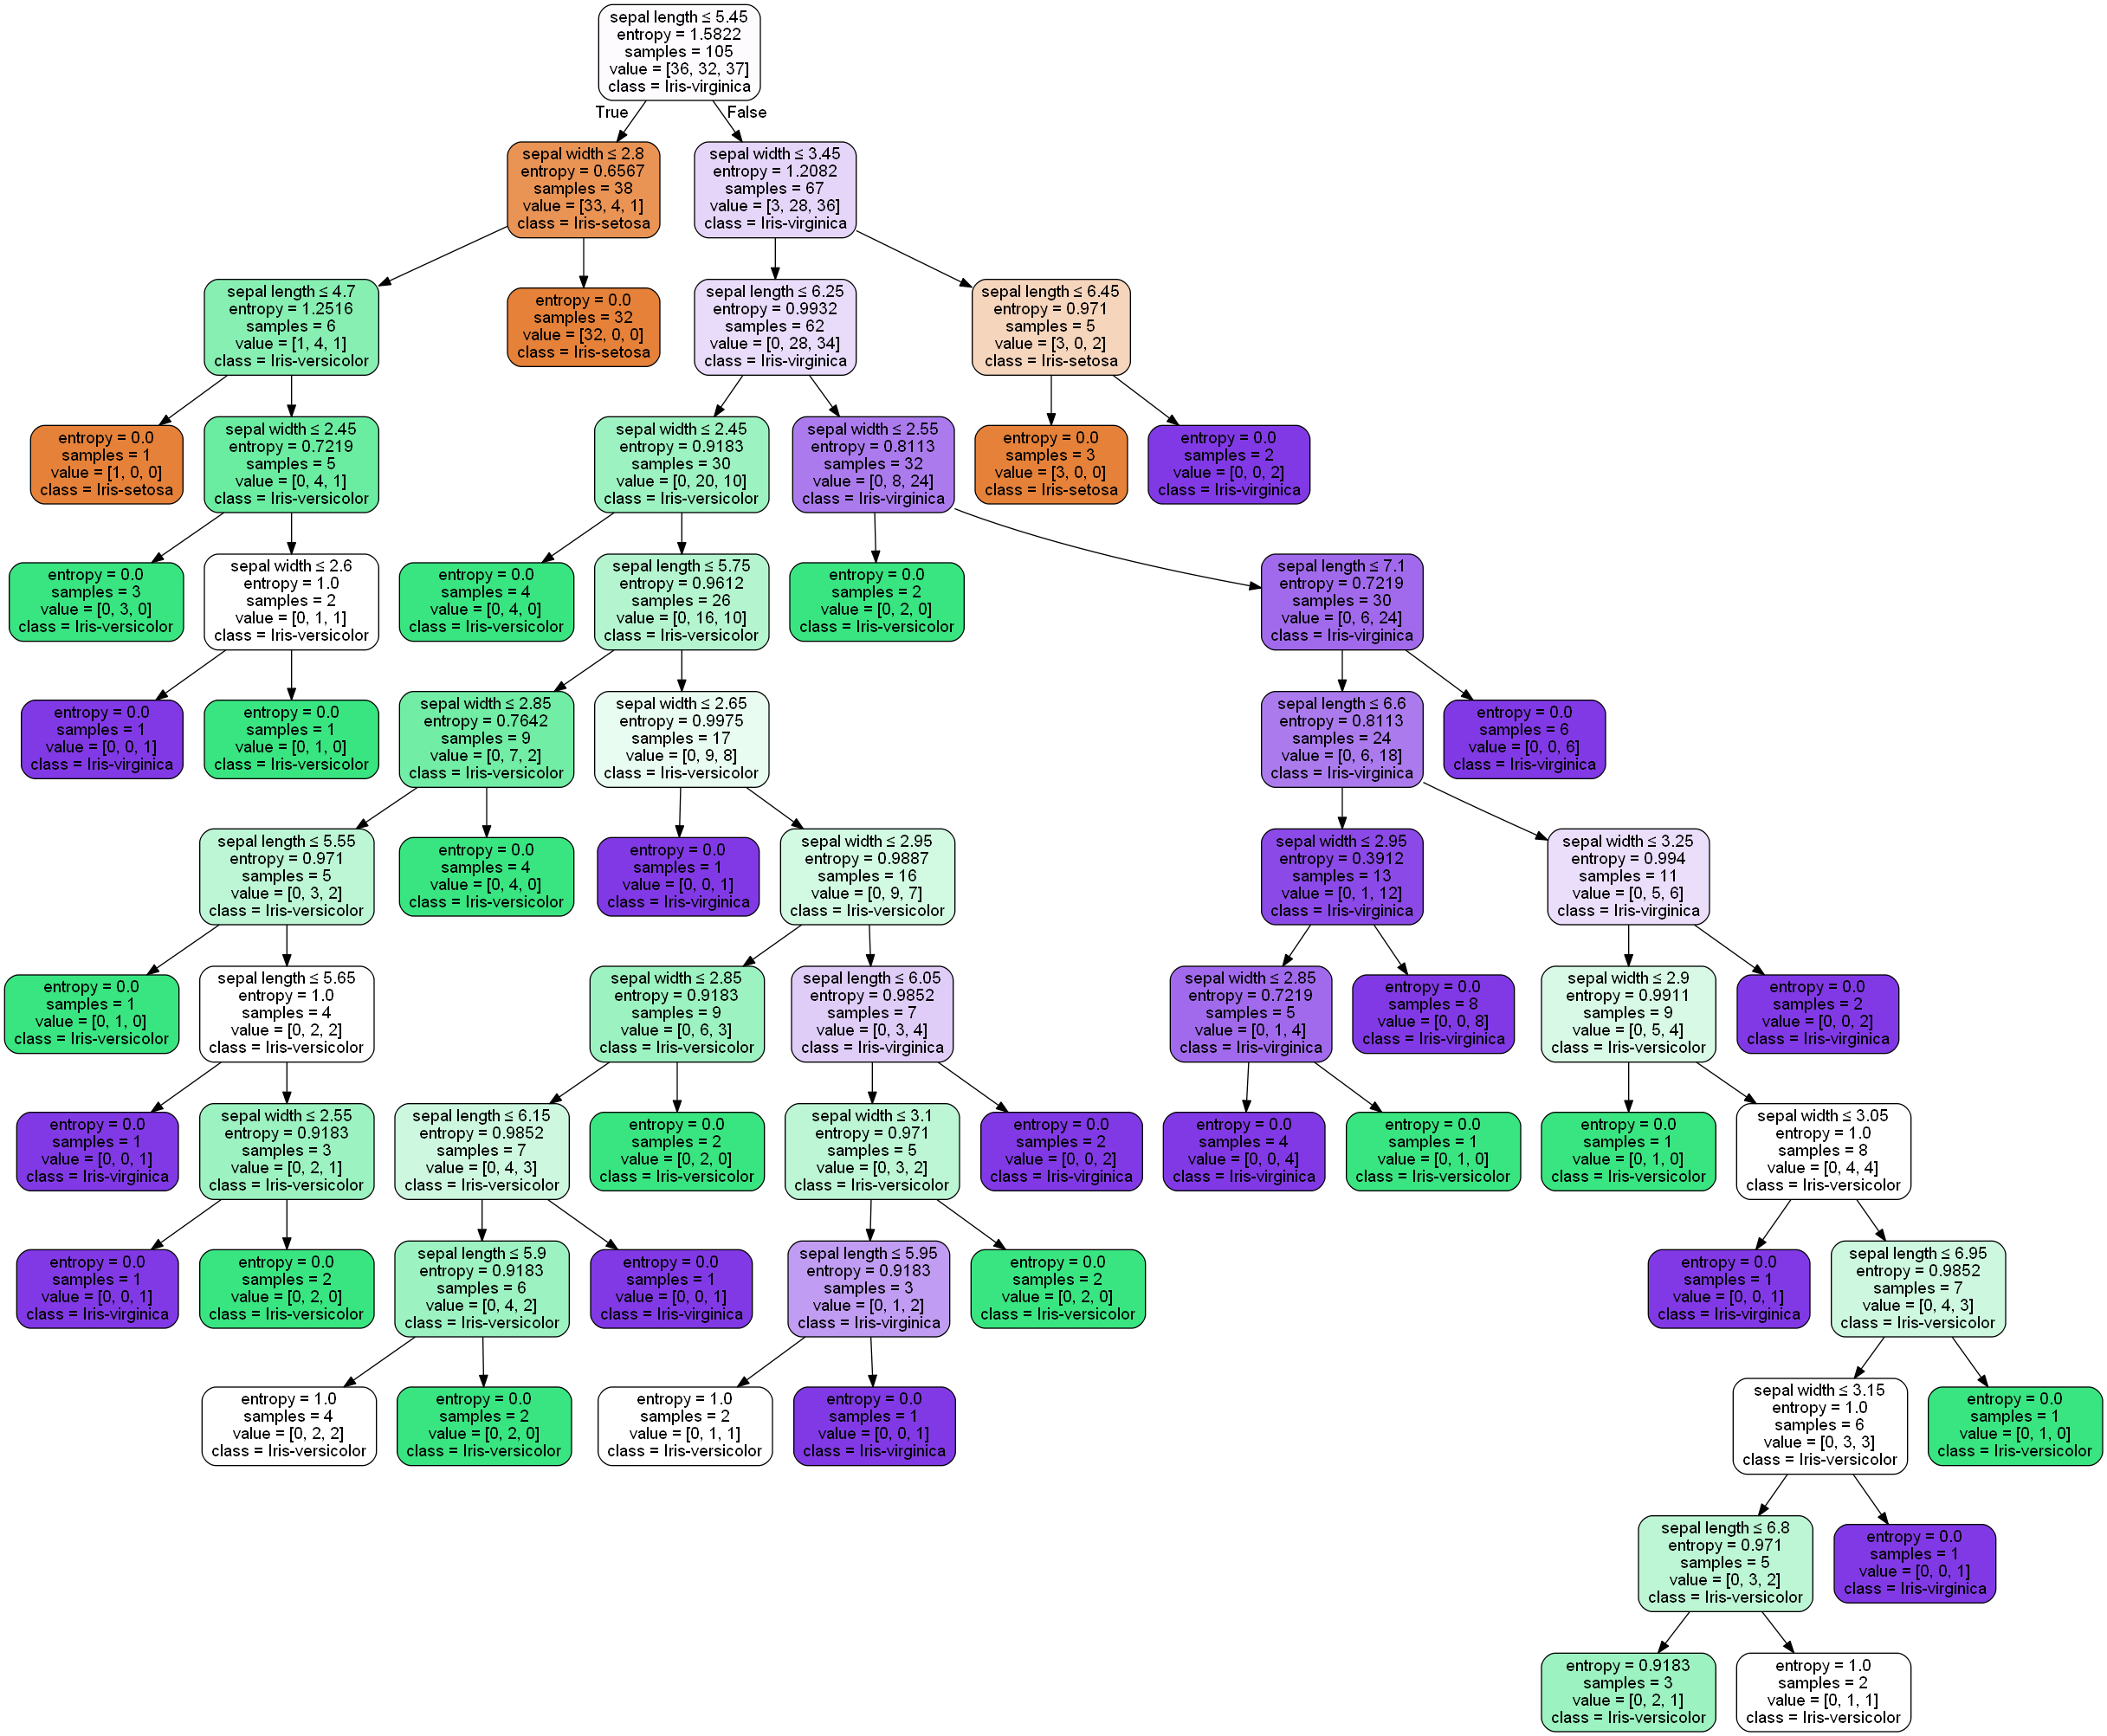 sepal length ≤ 5.45
entropy = 1.5822
samples = 105
value = [36, 32, 37]
class = Iris-virginica
True
False
sepal width ≤ 2.8
entropy = 0.6567
samples = 38
value = [33, 4, 1]
class = Iris-setosa
sepal width ≤ 3.45
entropy = 1.2082
samples = 67
value = [3, 28, 36]
class = Iris-virginica
sepal length ≤ 4.7
entropy = 1.2516
samples = 6
value = [1, 4, 1]
class = Iris-versicolor
entropy = 0.0
samples = 32
value = [32, 0, 0]
class = Iris-setosa
sepal length ≤ 6.25
entropy = 0.9932
samples = 62
value = [0, 28, 34]
class = Iris-virginica
sepal length ≤ 6.45
entropy = 0.971
samples = 5
value = [3, 0, 2]
class = Iris-setosa
entropy = 0.0
samples = 1
value = [1, 0, 0]
class = Iris-setosa
sepal width ≤ 2.45
entropy = 0.7219
samples = 5
value = [0, 4, 1]
class = Iris-versicolor
sepal width ≤ 2.45
entropy = 0.9183
samples = 30
value = [0, 20, 10]
class = Iris-versicolor
sepal width ≤ 2.55
entropy = 0.8113
samples = 32
value = [0, 8, 24]
class = Iris-virginica
entropy = 0.0
samples = 3
value = [3, 0, 0]
class = Iris-setosa
entropy = 0.0
samples = 2
value = [0, 0, 2]
class = Iris-virginica
entropy = 0.0
samples = 3
value = [0, 3, 0]
class = Iris-versicolor
sepal width ≤ 2.6
entropy = 1.0
samples = 2
value = [0, 1, 1]
class = Iris-versicolor
entropy = 0.0
samples = 4
value = [0, 4, 0]
class = Iris-versicolor
sepal length ≤ 5.75
entropy = 0.9612
samples = 26
value = [0, 16, 10]
class = Iris-versicolor
entropy = 0.0
samples = 2
value = [0, 2, 0]
class = Iris-versicolor
sepal length ≤ 7.1
entropy = 0.7219
samples = 30
value = [0, 6, 24]
class = Iris-virginica
entropy = 0.0
samples = 1
value = [0, 0, 1]
class = Iris-virginica
entropy = 0.0
samples = 1
value = [0, 1, 0]
class = Iris-versicolor
sepal width ≤ 2.85
entropy = 0.7642
samples = 9
value = [0, 7, 2]
class = Iris-versicolor
sepal width ≤ 2.65
entropy = 0.9975
samples = 17
value = [0, 9, 8]
class = Iris-versicolor
sepal length ≤ 6.6
entropy = 0.8113
samples = 24
value = [0, 6, 18]
class = Iris-virginica
entropy = 0.0
samples = 6
value = [0, 0, 6]
class = Iris-virginica
sepal length ≤ 5.55
entropy = 0.971
samples = 5
value = [0, 3, 2]
class = Iris-versicolor
entropy = 0.0
samples = 4
value = [0, 4, 0]
class = Iris-versicolor
entropy = 0.0
samples = 1
value = [0, 0, 1]
class = Iris-virginica
sepal width ≤ 2.95
entropy = 0.9887
samples = 16
value = [0, 9, 7]
class = Iris-versicolor
sepal width ≤ 2.95
entropy = 0.3912
samples = 13
value = [0, 1, 12]
class = Iris-virginica
sepal width ≤ 3.25
entropy = 0.994
samples = 11
value = [0, 5, 6]
class = Iris-virginica
entropy = 0.0
samples = 1
value = [0, 1, 0]
class = Iris-versicolor
sepal length ≤ 5.65
entropy = 1.0
samples = 4
value = [0, 2, 2]
class = Iris-versicolor
sepal width ≤ 2.85
entropy = 0.9183
samples = 9
value = [0, 6, 3]
class = Iris-versicolor
sepal length ≤ 6.05
entropy = 0.9852
samples = 7
value = [0, 3, 4]
class = Iris-virginica
sepal width ≤ 2.85
entropy = 0.7219
samples = 5
value = [0, 1, 4]
class = Iris-virginica
entropy = 0.0
samples = 8
value = [0, 0, 8]
class = Iris-virginica
sepal width ≤ 2.9
entropy = 0.9911
samples = 9
value = [0, 5, 4]
class = Iris-versicolor
entropy = 0.0
samples = 2
value = [0, 0, 2]
class = Iris-virginica
entropy = 0.0
samples = 1
value = [0, 0, 1]
class = Iris-virginica
sepal width ≤ 2.55
entropy = 0.9183
samples = 3
value = [0, 2, 1]
class = Iris-versicolor
sepal length ≤ 6.15
entropy = 0.9852
samples = 7
value = [0, 4, 3]
class = Iris-versicolor
entropy = 0.0
samples = 2
value = [0, 2, 0]
class = Iris-versicolor
sepal width ≤ 3.1
entropy = 0.971
samples = 5
value = [0, 3, 2]
class = Iris-versicolor
entropy = 0.0
samples = 2
value = [0, 0, 2]
class = Iris-virginica
entropy = 0.0
samples = 4
value = [0, 0, 4]
class = Iris-virginica
entropy = 0.0
samples = 1
value = [0, 1, 0]
class = Iris-versicolor
entropy = 0.0
samples = 1
value = [0, 1, 0]
class = Iris-versicolor
sepal width ≤ 3.05
entropy = 1.0
samples = 8
value = [0, 4, 4]
class = Iris-versicolor
entropy = 0.0
samples = 1
value = [0, 0, 1]
class = Iris-virginica
entropy = 0.0
samples = 2
value = [0, 2, 0]
class = Iris-versicolor
sepal length ≤ 5.9
entropy = 0.9183
samples = 6
value = [0, 4, 2]
class = Iris-versicolor
entropy = 0.0
samples = 1
value = [0, 0, 1]
class = Iris-virginica
sepal length ≤ 5.95
entropy = 0.9183
samples = 3
value = [0, 1, 2]
class = Iris-virginica
entropy = 0.0
samples = 2
value = [0, 2, 0]
class = Iris-versicolor
entropy = 0.0
samples = 1
value = [0, 0, 1]
class = Iris-virginica
sepal length ≤ 6.95
entropy = 0.9852
samples = 7
value = [0, 4, 3]
class = Iris-versicolor
entropy = 1.0
samples = 4
value = [0, 2, 2]
class = Iris-versicolor
entropy = 0.0
samples = 2
value = [0, 2, 0]
class = Iris-versicolor
entropy = 1.0
samples = 2
value = [0, 1, 1]
class = Iris-versicolor
entropy = 0.0
samples = 1
value = [0, 0, 1]
class = Iris-virginica
sepal width ≤ 3.15
entropy = 1.0
samples = 6
value = [0, 3, 3]
class = Iris-versicolor
entropy = 0.0
samples = 1
value = [0, 1, 0]
class = Iris-versicolor
sepal length ≤ 6.8
entropy = 0.971
samples = 5
value = [0, 3, 2]
class = Iris-versicolor
entropy = 0.0
samples = 1
value = [0, 0, 1]
class = Iris-virginica
entropy = 0.9183
samples = 3
value = [0, 2, 1]
class = Iris-versicolor
entropy = 1.0
samples = 2
value = [0, 1, 1]
class = Iris-versicolor